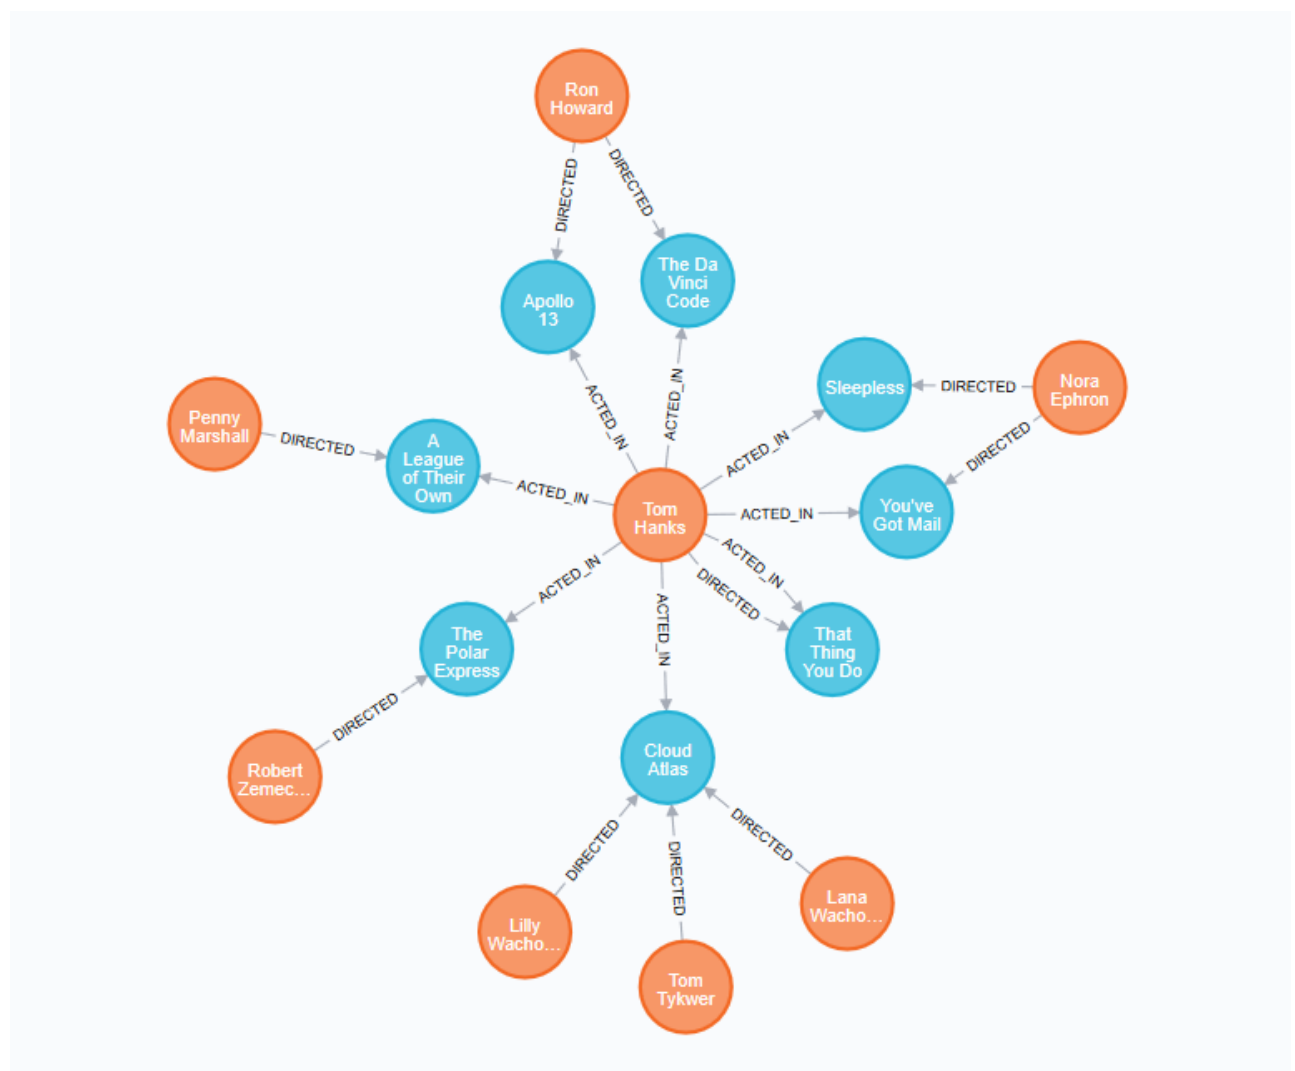 Ron
Howard
DIRECTED
DIRECTED
The Da
Vinci
Code
Apollo
13
ACTED_IN
ACTED_IN
Sleepless
DIRECTED
Nora
Ephron
Penny
Marshall
DIRECTED
A
League
of Their
Own
ACTED_IN
ACTED_IN
DIRECTED
Tom
Hanks
ACTED_IN
You've
Got Mail
ACTED_IN
DIRECTED
ACTED_IN
ACTED_IN
That
Thing
You Do
The
Polar
Express
DIRECTED
Robert
Zemec...
Cloud
Atlas
DIRECTED
DIRECTED
DIRECTED
Lilly
Wacho...
Lana
Wacho...
Tom
Tykwer